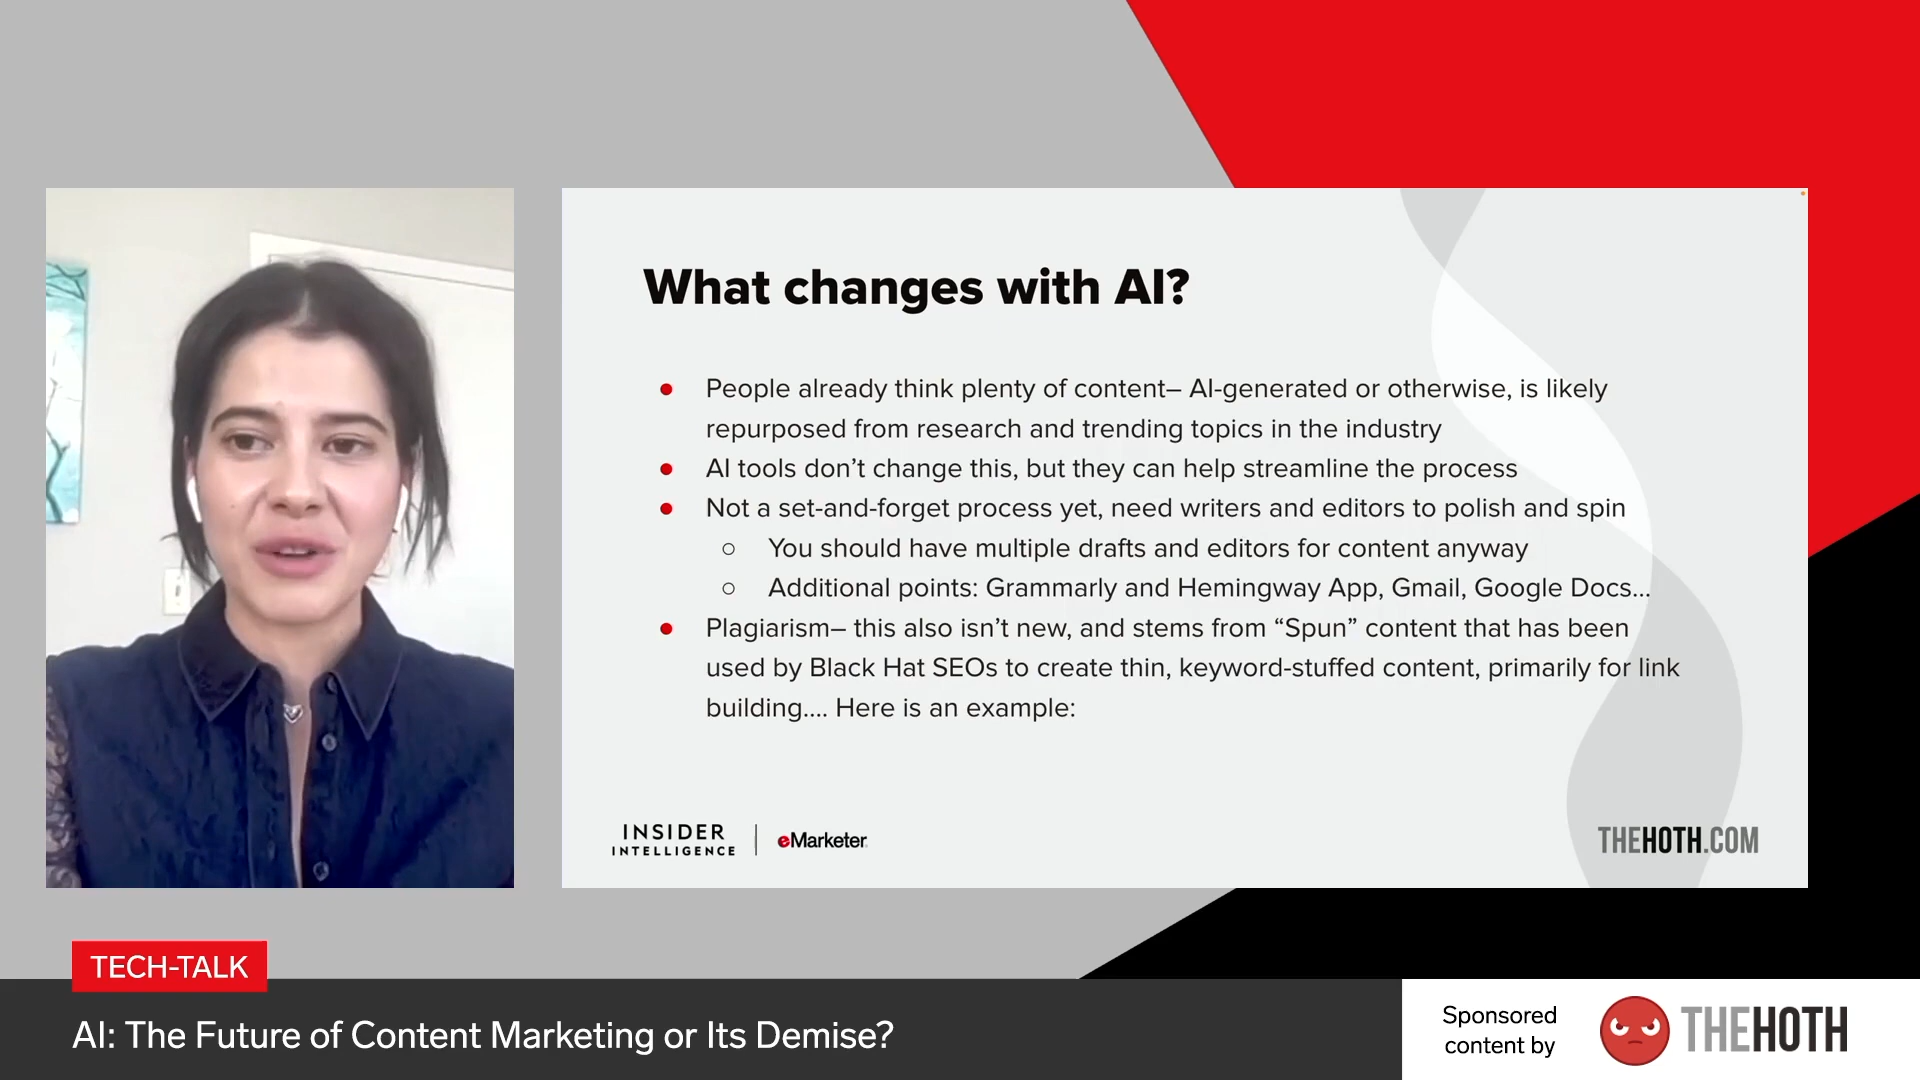 What changes with AI?
● People already think plenty of content– AI-generated or otherwise, is likely
repurposed from research and trending topics in the industry
● AI tools don’t change this, but they can help streamline the process
● Not a set-and-forget process yet, need writers and editors to polish and spin
○ You should have multiple drafts and editors for content anyway
○ Additional points: Grammarly and Hemingway App, Gmail, Google Docs...
● Plagiarism– this also isn’t new, and stems from “Spun” content that has been
used by Black Hat SEOs to create thin, keyword-stuffed content, primarily for link
building.... Here is an example:
INSIDER
INTELLIGENCE
eMarketer
THEHOTH.COM
TECH-TALK
AI: The Future of Content Marketing or Its Demise?
Sponsored
content by
THEHOTH